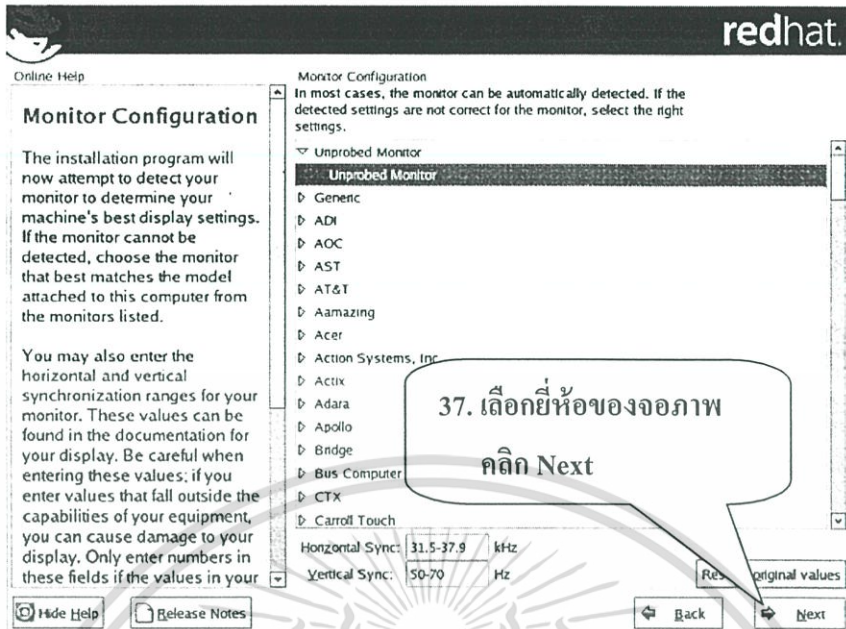 redhat.
Online Help
Monitor Configuration
The installation program will
now attempt to detect your
monitor to determine your
machine's best display settings.
If the monitor cannot be
detected, choose the monitor
that best matches the model
attached to this computer from
the monitors listed.
You may also enter the
horizontal and vertical
synchronization ranges for your
monitor. These values can be
found in the documentation for
your display. Be careful when
entering these values; if you
enter values that fall outside the
capabilities of your equipment,
you can cause damage to your
display. Only enter numbers in
these fields if the values in your
Monitor Configuration
In most cases, the monitor can be automatically detected. If the
detected settings are not correct for the monitor, select the right
settings.
Unprobed Monitor
Unprobed Monitor
Generic
ADI
AOC
AST
AT&T
Aamazing
Acer
Action Systems, Inc
Actix
Adara
Apollo
Bridge
Bus Computer
CTX
Carroll Touch
37. เลือกยี่ห้อของจอภาพ
คลิก Next
Horizontal Sync: 31.5-37.9 kHz
Vertical Sync: 50-70 Hz
original values
Hide Help
Release Notes
Back
Next